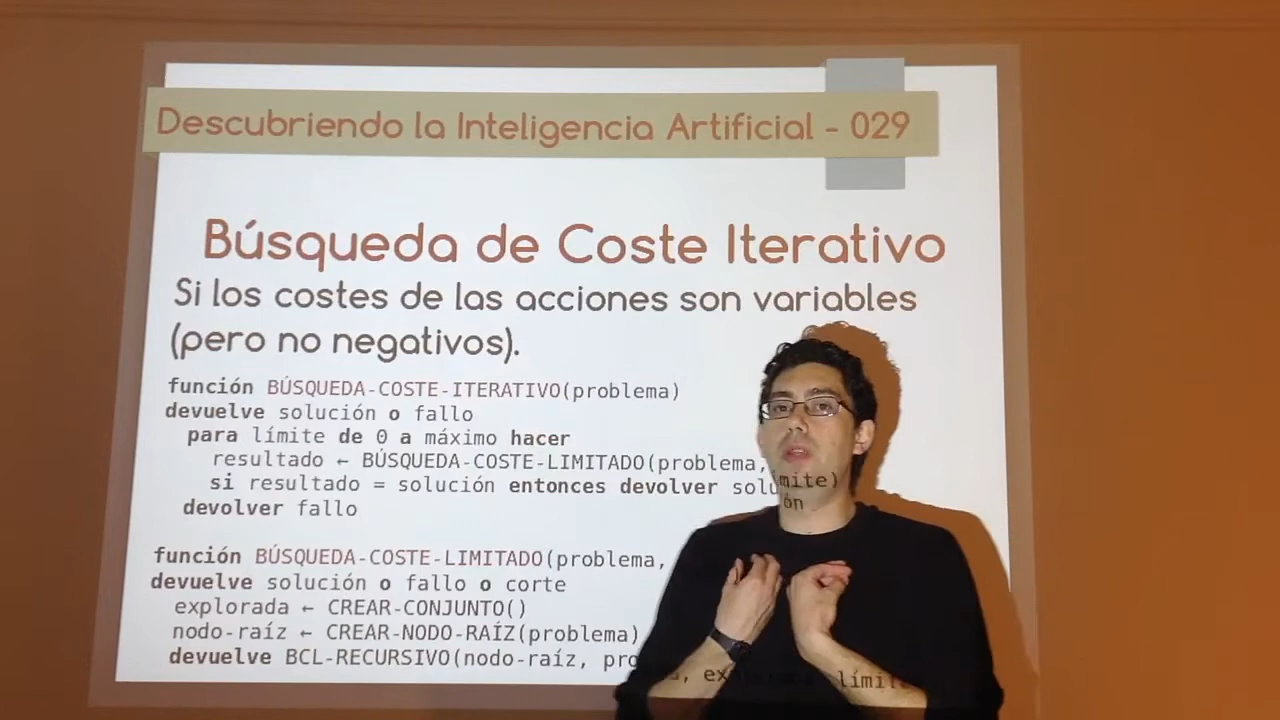 Descubriendo la Inteligencia Artificial - 029
Búsqueda de Coste Iterativo
Si los costes de las acciones son variables
(pero no negativos).
función BÚSQUEDA-COSTE-ITERATIVO(problema)
devuelve solución o fallo
para límite de 0 a máximo hacer
resultado ← BÚSQUEDA-COSTE-LIMITADO(problema, ímite)
si resultado = solución entonces devolver solu ón
devolver fallo
función BÚSQUEDA-COSTE-LIMITADO(problema,
devuelve solución o fallo o corte
explorada ← CREAR-CONJUNTO()
nodo-raíz ← CREAR-NODO-RAÍZ(problema)
devuelve BCL-RECURSIVO(nodo-raíz,